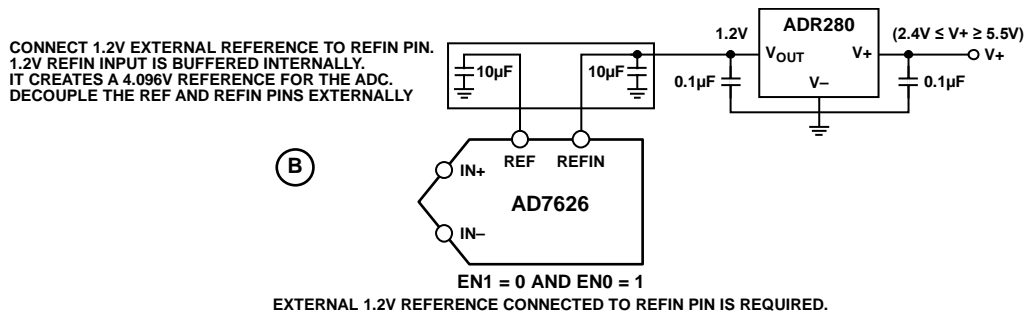 CONNECT 1.2V EXTERNAL REFERENCE TO REFIN PIN.
1.2V REFIN INPUT IS BUFFERED INTERNALLY.
IT CREATES A 4.096V REFERENCE FOR THE ADC.
DECOUPLE THE REF AND REFIN PINS EXTERNALLY
10µF
10µF
1.2V
ADR280
(2.4V ≤ V+ ≥ 5.5V)
VOUT
V+
V+
V–
0.1µF
0.1µF
B
REF
REFIN
IN+
AD7626
IN–
EN1 = 0 AND EN0 = 1
EXTERNAL 1.2V REFERENCE CONNECTED TO REFIN PIN IS REQUIRED.